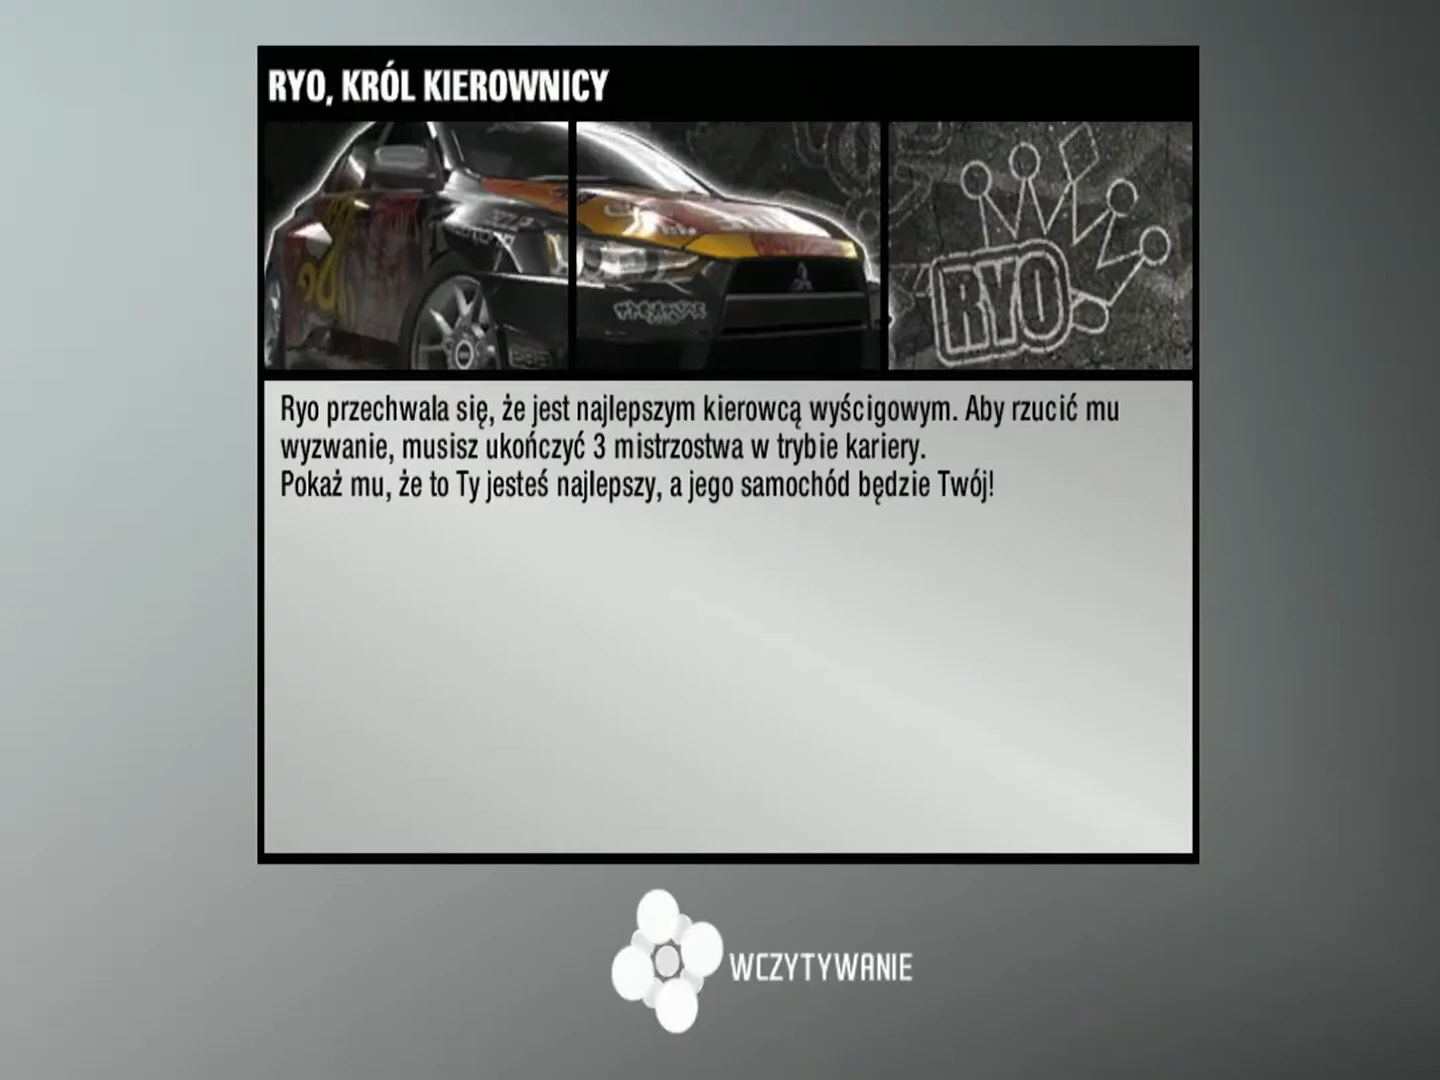 RYO, KRÓL KIEROWNICY
RYO
Ryo przechwala się, że jest najlepszym kierowcą wyścigowym. Aby rzucić mu
wyzwanie, musisz ukończyć 3 mistrzostwa w trybie kariery.
Pokaż mu, że to Ty jesteś najlepszy, a jego samochód będzie Twój!
WCZYTYWANIE